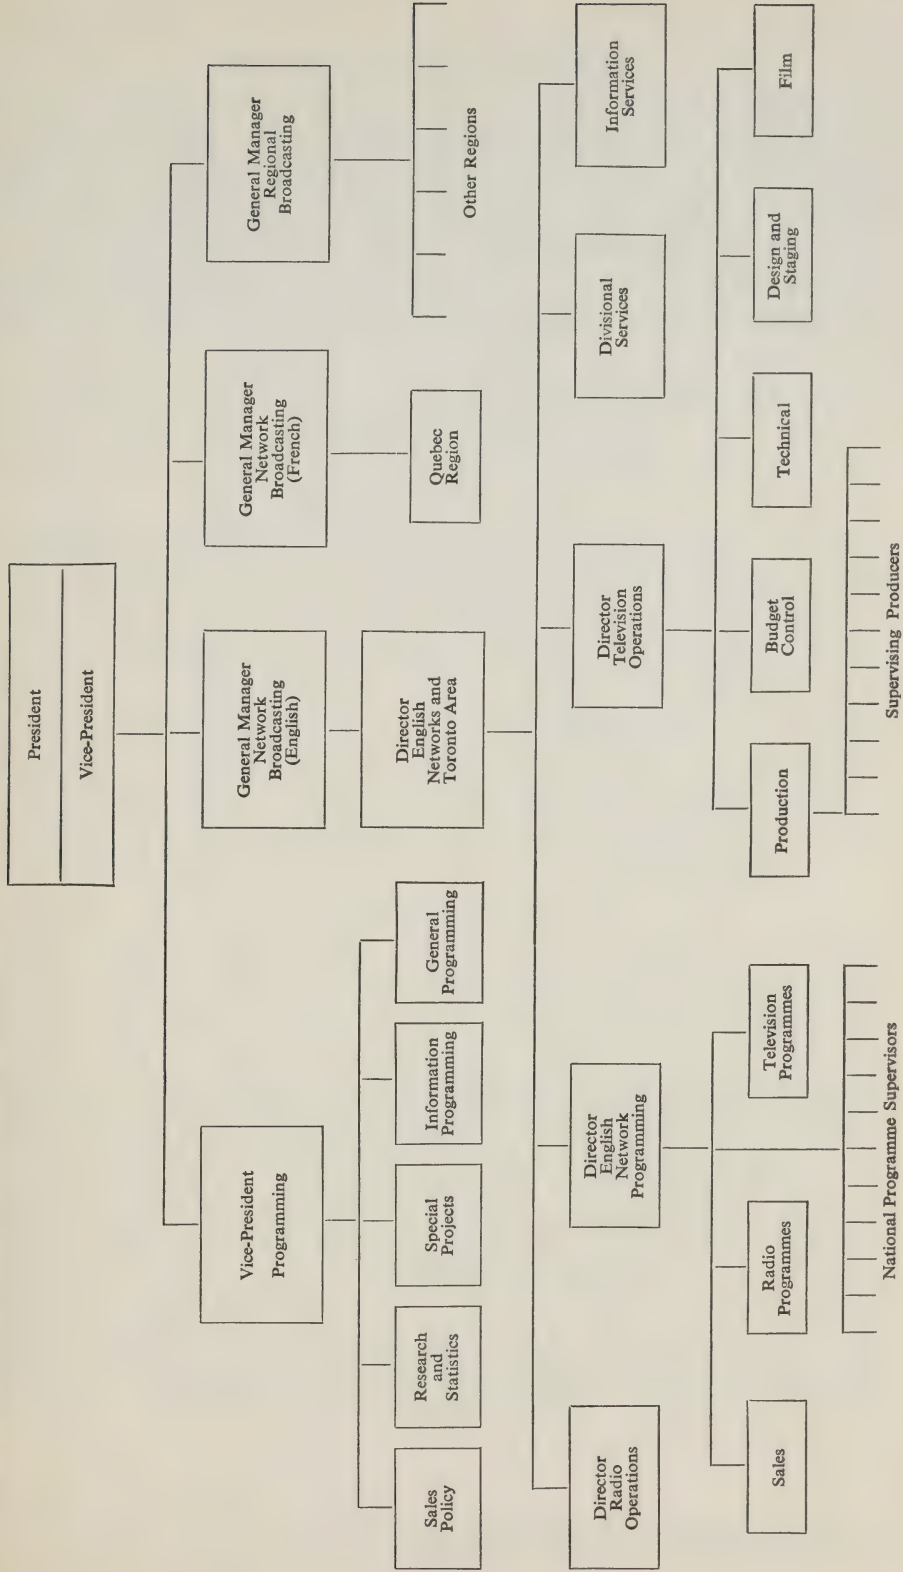 President
Vice-President
Vice-President
Programming
General Manager
Network
Broadcasting
(English)
General Manager
Network
Broadcasting
(French)
General Manager
Regional
Broadcasting
Sales
Policy
Research
and
Statistics
Special
Projects
Information
Programming
General
Programming
Director
English
Networks and
Toronto Area
Quebec
Region
Other Regions
Director
Radio
Operations
Director
English
Network
Programming
Director
Television
Operations
Divisional
Services
Information
Services
Sales
Radio
Programmes
Television
Programmes
Production
Budget
Control
Technical
Design and
Staging
Film
National Programme Supervisors
Supervising Producers